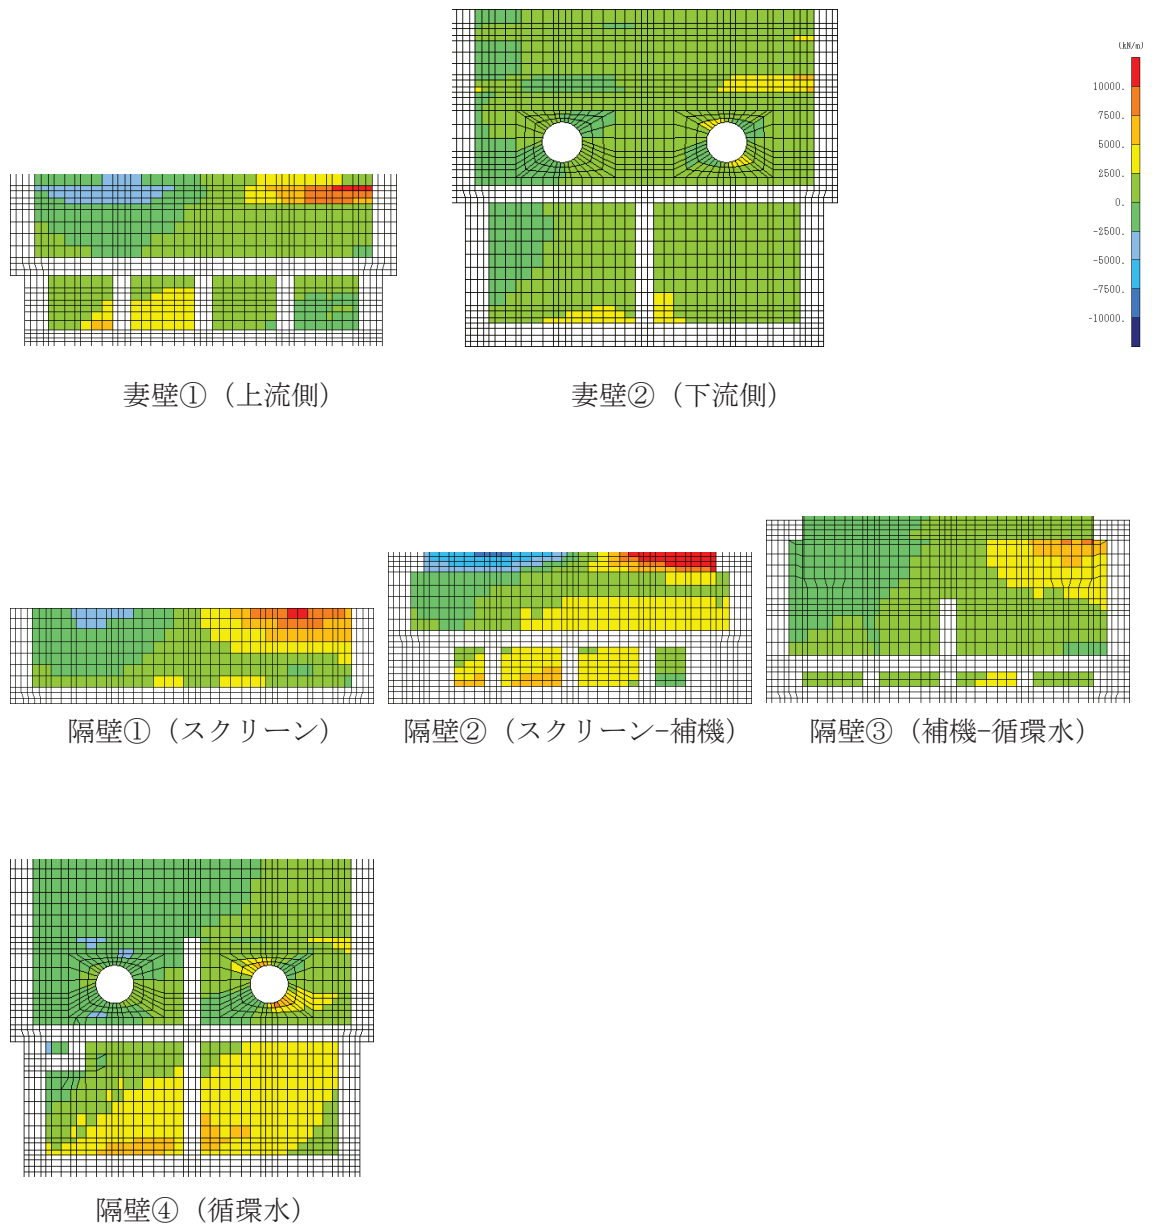 (kN/m)
10000.
7500.
5000.
2500.
0.
-2500.
-5000.
-7500.
-10000.
妻壁①（上流側）
妻壁②（下流側）
隔壁①（スクリーン）
隔壁②（スクリーン-補機）
隔壁③（補機-循環水）
隔壁④（循環水）